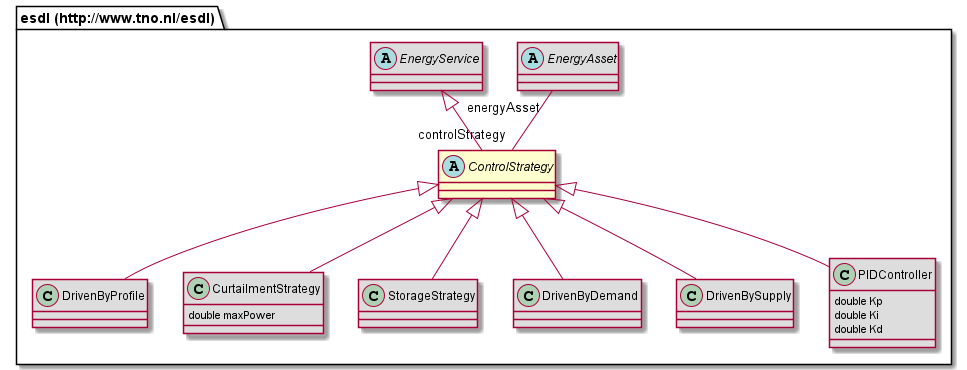 esdl (http://www.tno.nl/esdl)
A EnergyService
A EnergyAsset
energyAsset
controlStrategy
A ControlStrategy
C DrivenByProfile
C CurtailmentStrategy
double maxPower
C StorageStrategy
C DrivenByDemand
C DrivenBySupply
C PIDController
double Kp
double Ki
double Kd